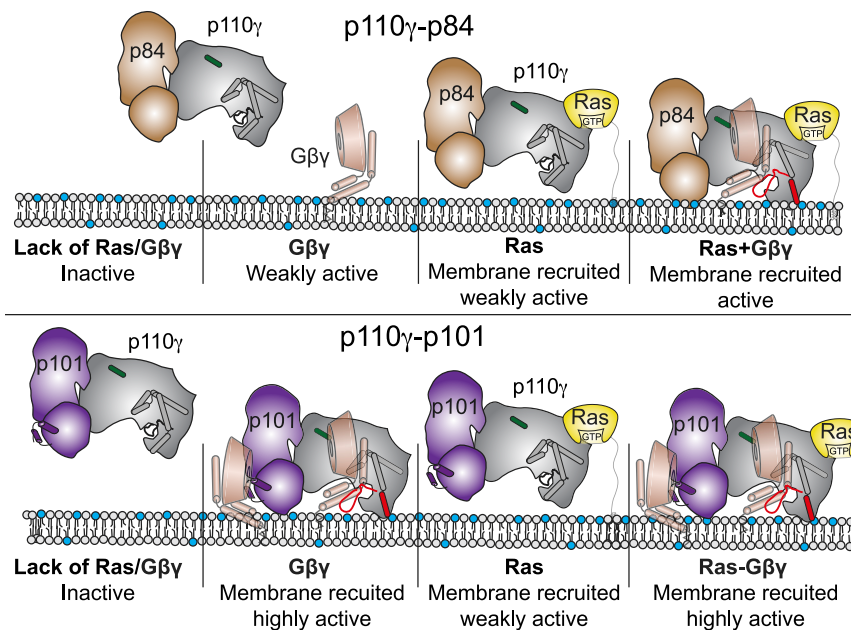 p110γ-p84
p110γ
p84
Gβγ
p110γ
p84
Ras
GTP
p84
Ras
GTP
Lack of Ras/Gβγ
Inactive
Gβγ
Weakly active
Ras
Membrane recruited
weakly active
Ras+Gβγ
Membrane recruited
active
p110γ-p101
p110γ
p101
p101
p110γ
p101
Ras
GTP
p101
Ras
GTP
Lack of Ras/Gβγ
Inactive
Gβγ
Membrane recuited
highly active
Ras
Membrane recruited
weakly active
Ras-Gβγ
Membrane recuited
highly active